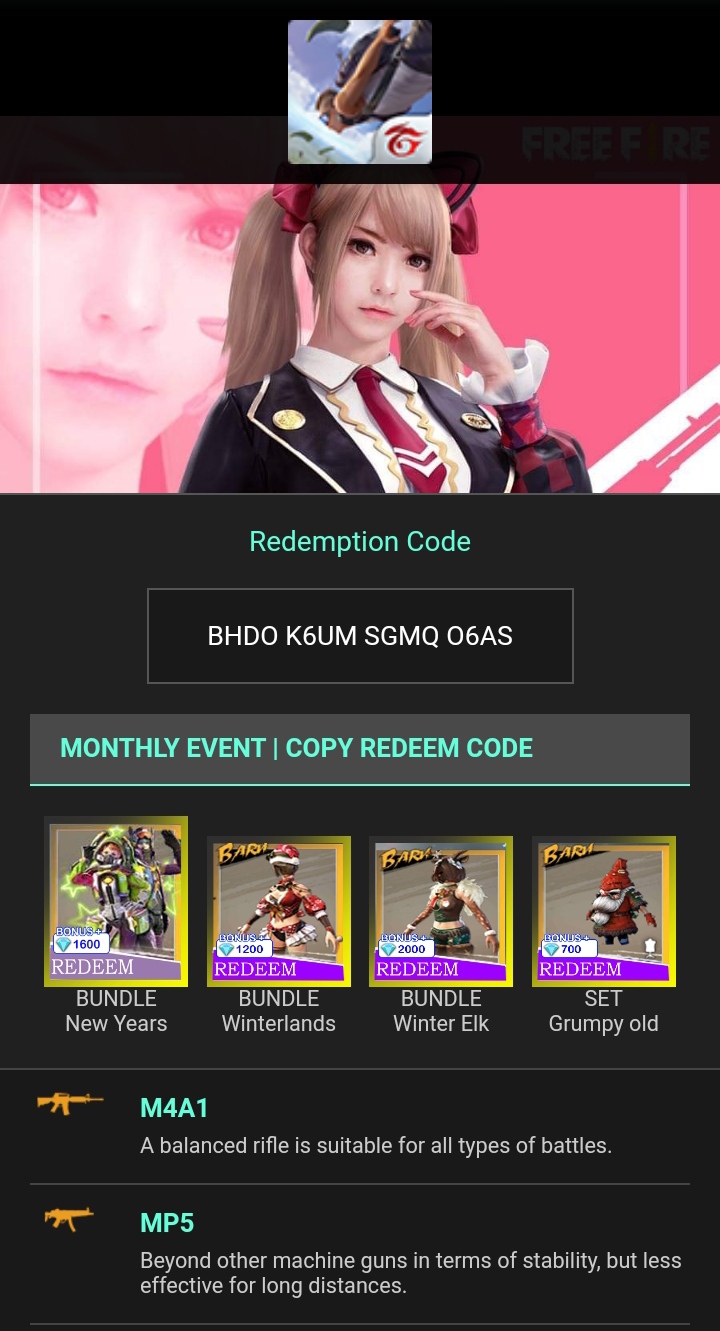 FREE FIRE
Redemption Code
BHDO K6UM SGMQ O6AS
MONTHLY EVENT | COPY REDEEM CODE
BONUS +
1600
REDEEM
BUNDLE
New Years
BONUS +
1200
REDEEM
BUNDLE
Winterlands
BONUS +
2000
REDEEM
BUNDLE
Winter Elk
BONUS +
700
REDEEM
SET
Grumpy old
M4A1
A balanced rifle is suitable for all types of battles.
MP5
Beyond other machine guns in terms of stability, but less
effective for long distances.